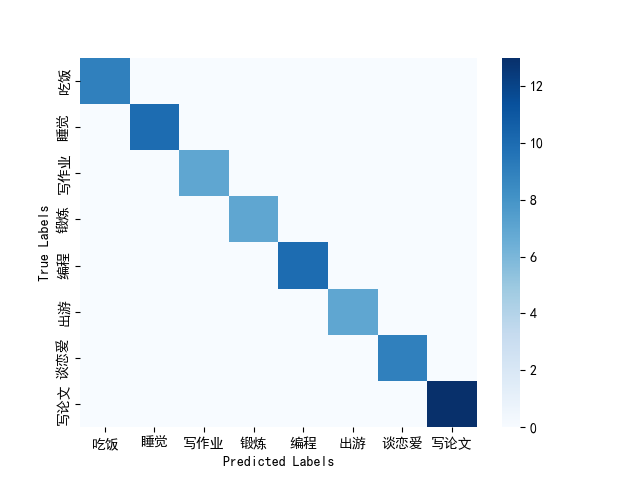 True Labels
吃饭
睡觉
写作业
锻炼
编程
出游
谈恋爱
写论文
吃饭 睡觉 写作业 锻炼 编程 出游 谈恋爱 写论文
Predicted Labels
12
10
8
6
4
2
0